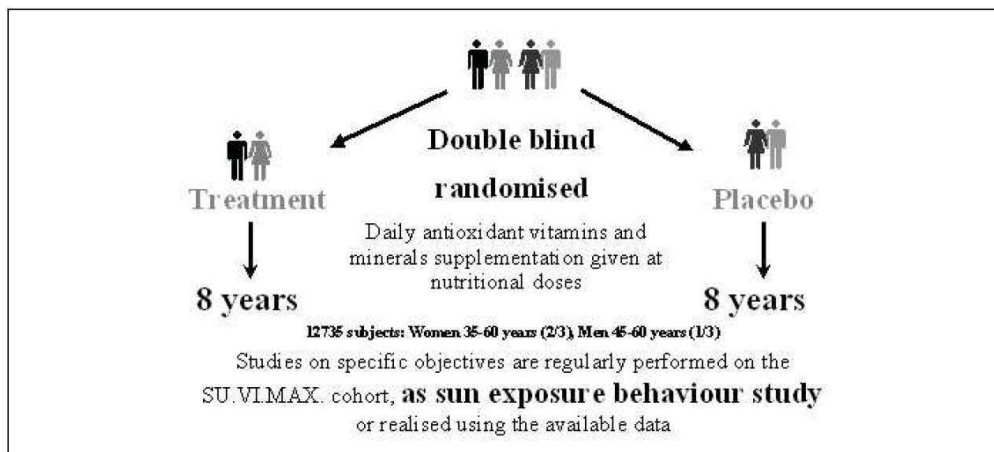 Double blind
randomised
Treatment
Placebo
Daily antioxidant vitamins and
minerals supplementation given at
nutritional doses
8 years
8 years
12735 subjects: Women 35-60 years (2/3), Men 45-60 years (1/3)
Studies on specific objectives are regularly performed on the
SU.VI.MAX. cohort, as sun exposure behaviour study
or realised using the available data